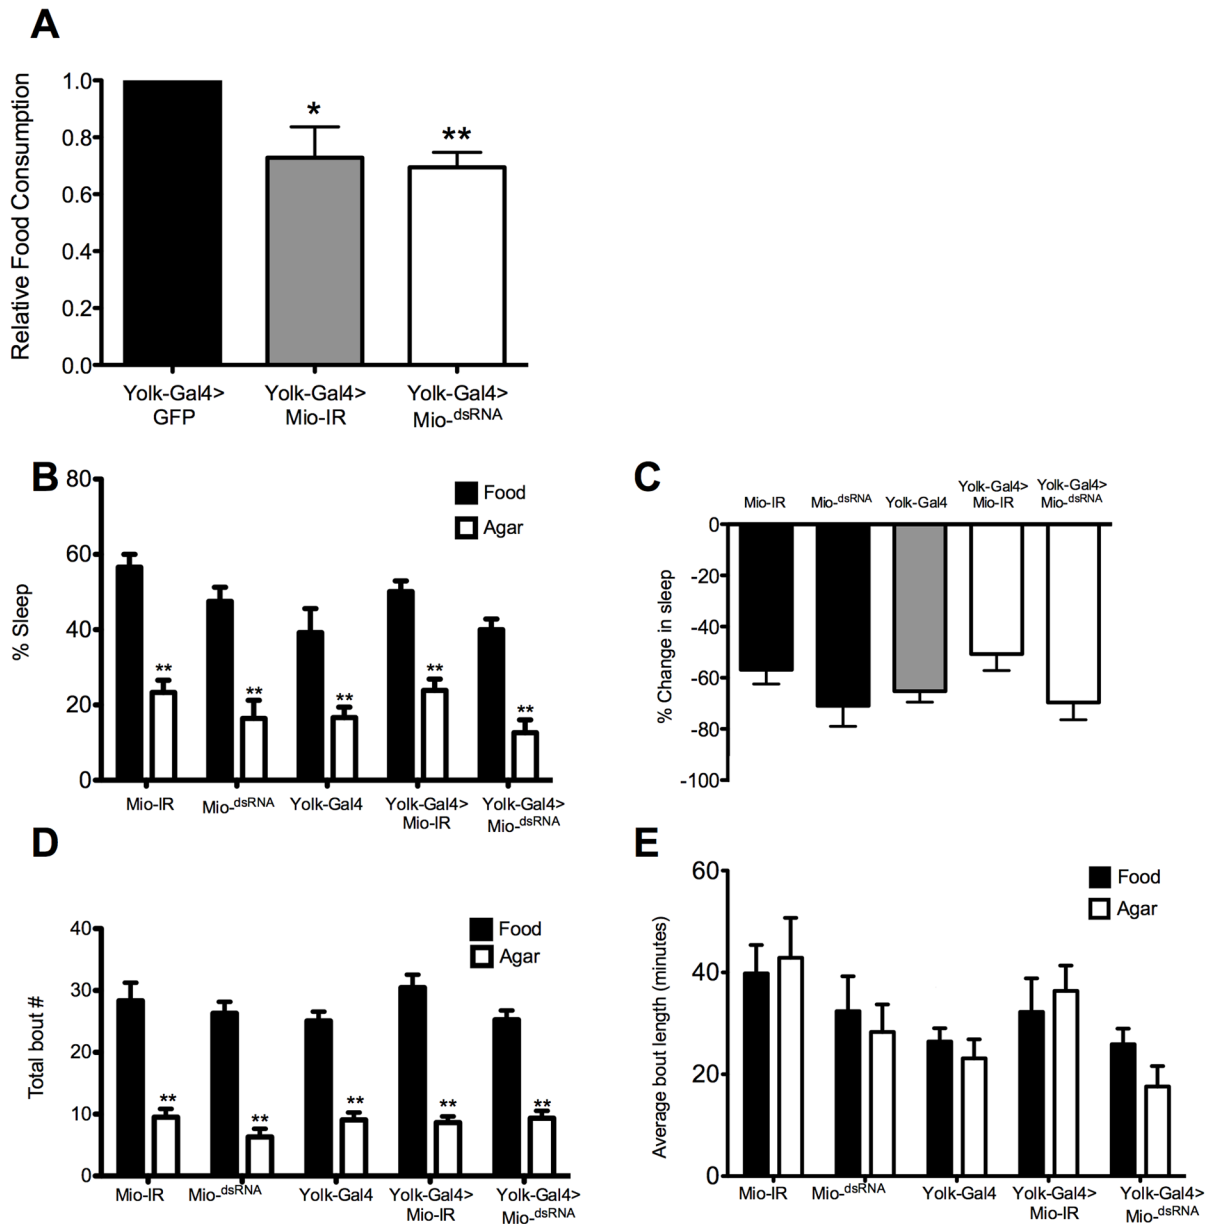 A
Relative Food Consumption
1.0
0.8
0.6
0.4
0.2
0.0
*
**
Yolk-Gal4> Yolk-Gal4> Yolk-Gal4>
GFP Mio-IR Mio-dsRNA
B
% Sleep
80
60
40
20
0
Food
Agar
** ** ** ** **
Mio-IR Mio-dsRNA Yolk-Gal4 Yolk-Gal4> Yolk-Gal4>
Mio-IR Mio-dsRNA
C
Yolk-Gal4> Yolk-Gal4>
Mio-IR Mio-dsRNA Yolk-Gal4 Mio-IR Mio-dsRNA
% Change in sleep
0
-20
-40
-60
-80
-100
D
Total bout #
40
30
20
10
0
Food
Agar
** ** ** ** **
Mio-IR Mio-dsRNA Yolk-Gal4 Yolk-Gal4> Yolk-Gal4>
Mio-IR Mio-dsRNA
E
Average bout length (minutes)
60
40
20
0
Food
Agar
Mio-IR Mio-dsRNA Yolk-Gal4 Yolk-Gal4> Yolk-Gal4>
Mio-IR Mio-dsRNA